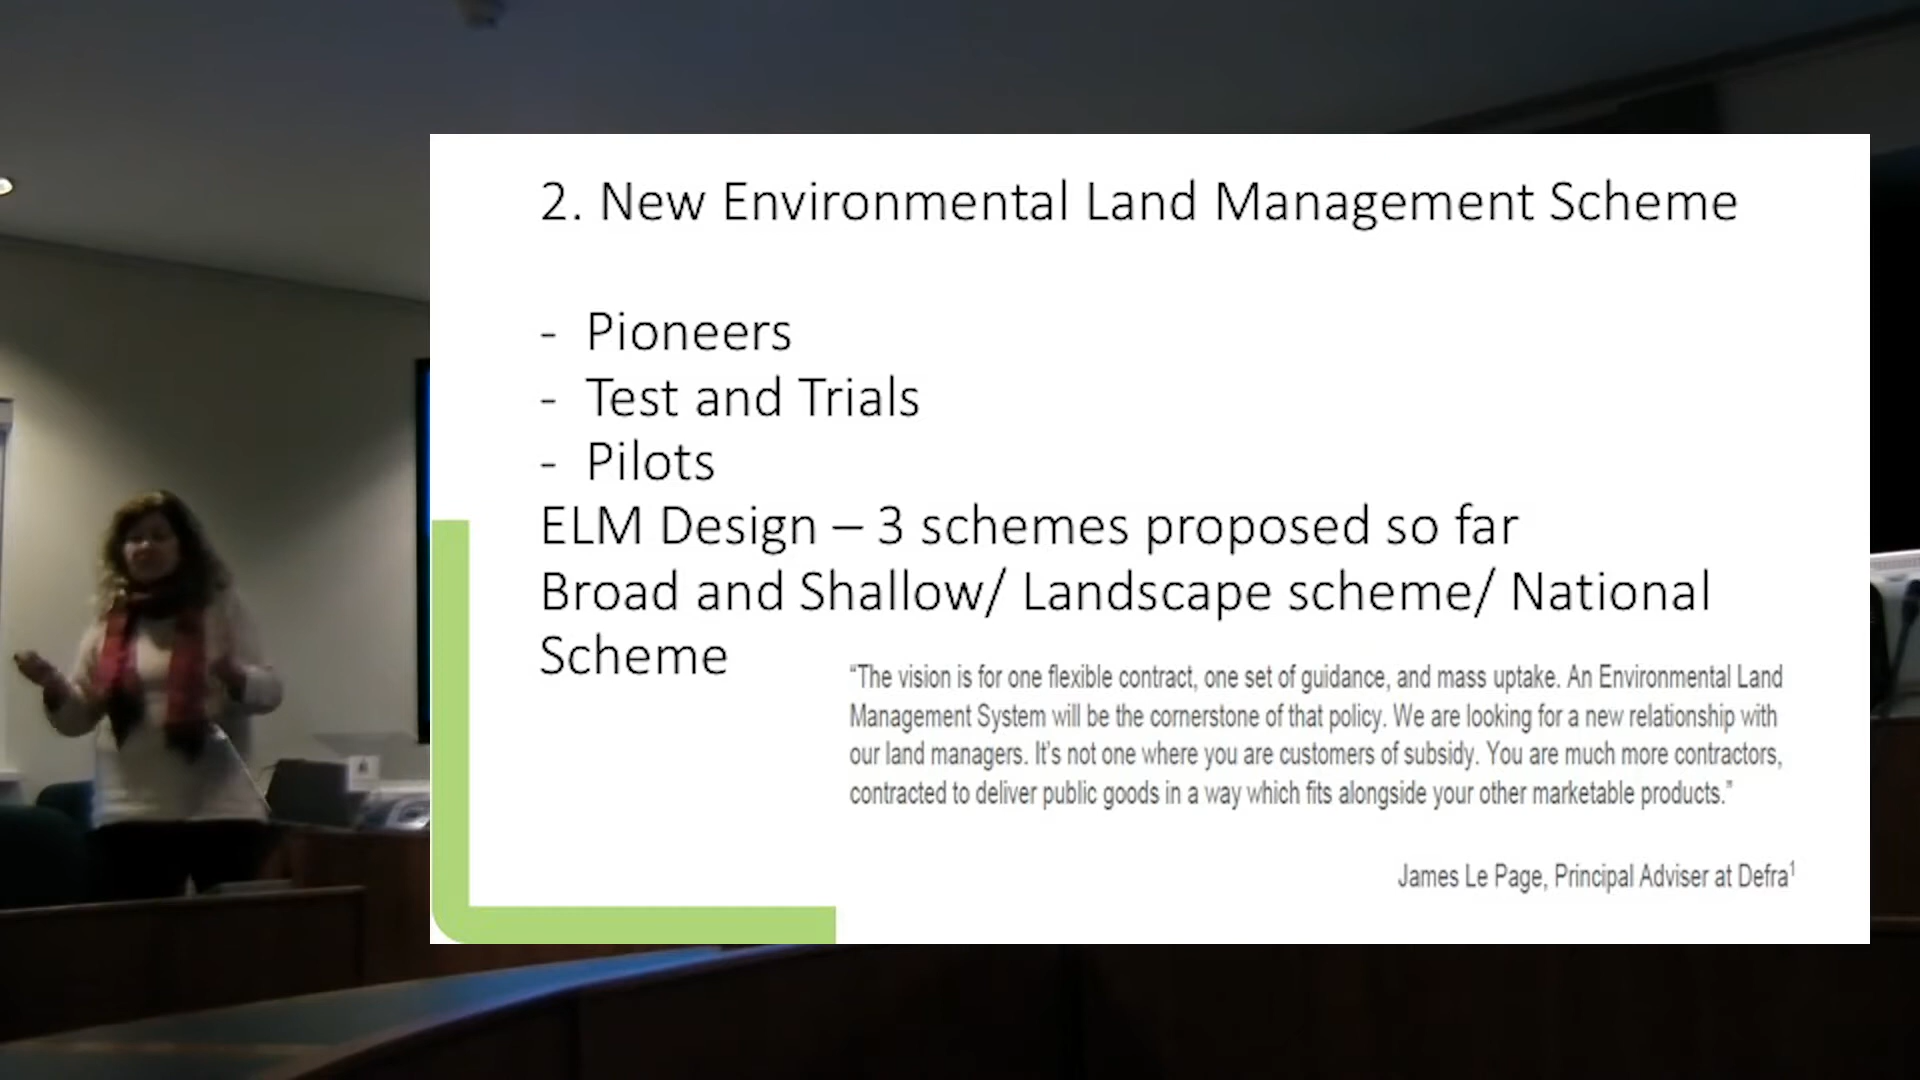 2. New Environmental Land Management Scheme
- Pioneers
- Test and Trials
- Pilots
ELM Design – 3 schemes proposed so far
Broad and Shallow/ Landscape scheme/ National
Scheme
“The vision is for one flexible contract, one set of guidance, and mass uptake. An Environmental Land
Management System will be the cornerstone of that policy. We are looking for a new relationship with
our land managers. It’s not one where you are customers of subsidy. You are much more contractors,
contracted to deliver public goods in a way which fits alongside your other marketable products.”
James Le Page, Principal Adviser at Defra¹